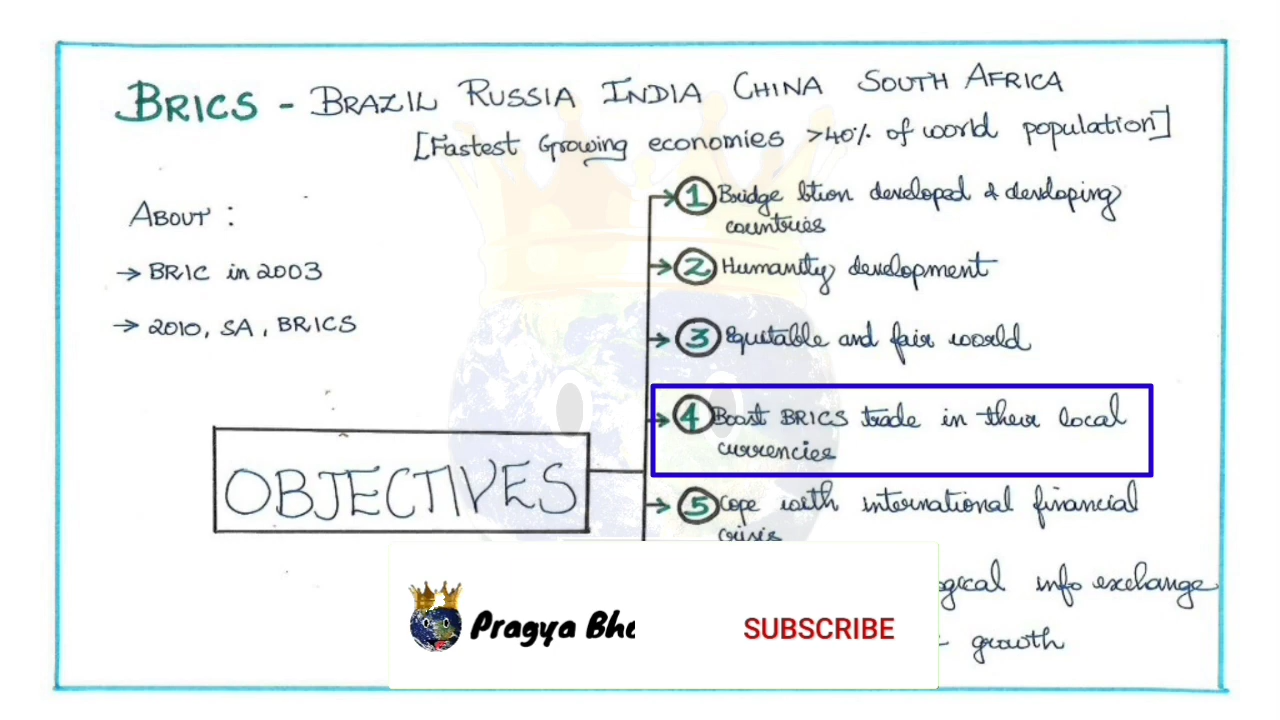 BRICS - BRAZIL RUSSIA INDIA CHINA SOUTH AFRICA
[Fastest Growing economies >40% of world population]
ABOUT :
→ BRIC in 2003
→ 2010, SA, BRICS
OBJECTIVES
→ 1 Bridge btwn developed & developing
countries
→ 2 Humanity development
→ 3 Equitable and fair world
→ 4 Boost BRICS trade in their local
currencies
→ 5 Cope with international financial
crisis
info exchange
growth
Pragya
SUBSCRIBE